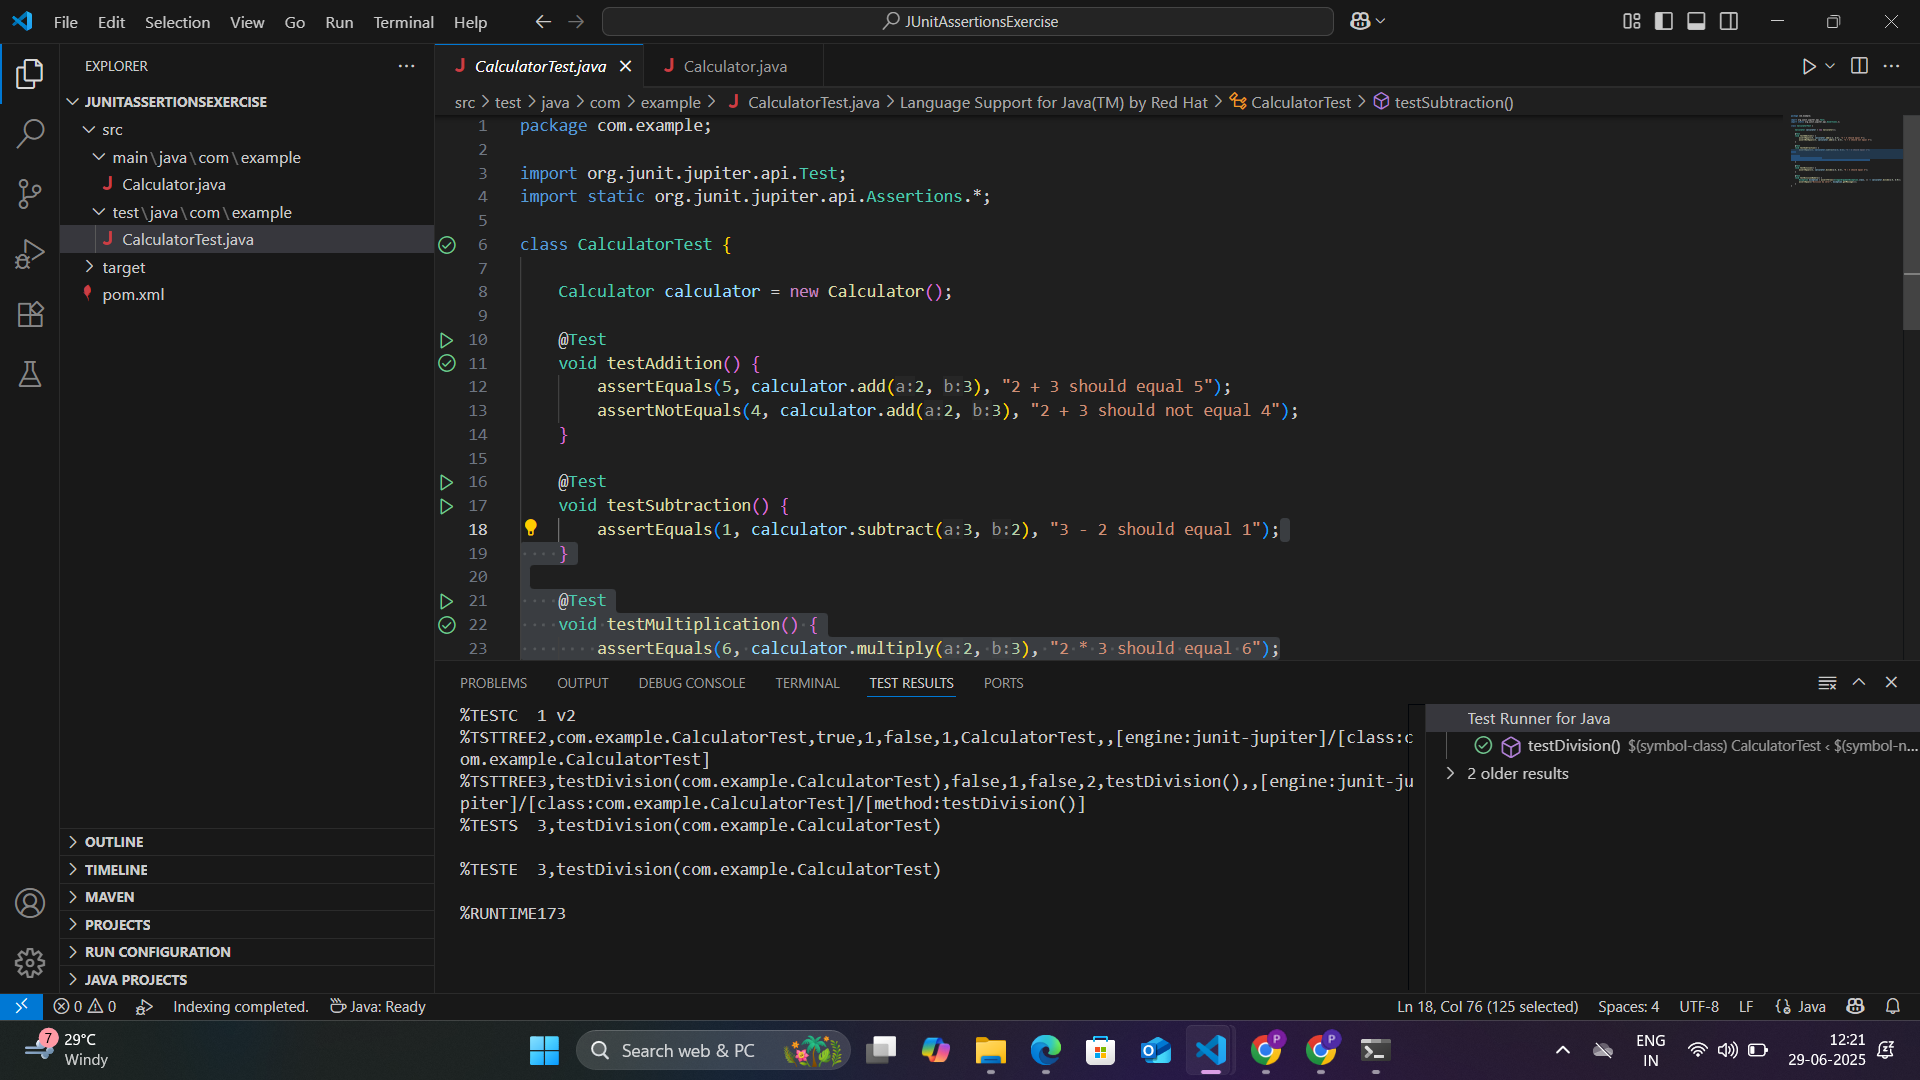 File Edit Selection View Go Run Terminal Help
JUnitAssertionsExercise
EXPLORER
JUNITASSERTIONSEXERCISE
src
main\java\com\example
Calculator.java
test\java\com\example
CalculatorTest.java
target
pom.xml
OUTLINE
TIMELINE
MAVEN
PROJECTS
RUN CONFIGURATION
JAVA PROJECTS
CalculatorTest.java
Calculator.java
src > test > java > com > example > CalculatorTest.java > Language Support for Java(TM) by Red Hat > CalculatorTest > testSubtraction()
1 package com.example;
2
3 import org.junit.jupiter.api.Test;
4 import static org.junit.jupiter.api.Assertions.*;
5
6 class CalculatorTest {
7
8 Calculator calculator = new Calculator();
9
10 @Test
11 void testAddition() {
12 assertEquals(5, calculator.add(a:2, b:3), "2 + 3 should equal 5");
13 assertNotEquals(4, calculator.add(a:2, b:3), "2 + 3 should not equal 4");
14 }
15
16 @Test
17 void testSubtraction() {
18 assertEquals(1, calculator.subtract(a:3, b:2), "3 - 2 should equal 1");
19 }
20
21 @Test
22 void testMultiplication() {
23 assertEquals(6, calculator.multiply(a:2, b:3), "2 * 3 should equal 6");
PROBLEMS OUTPUT DEBUG CONSOLE TERMINAL TEST RESULTS PORTS
%TESTC 1 v2
%TSTTREE2,com.example.CalculatorTest,true,1,false,1,CalculatorTest,,[engine:junit-jupiter]/[class:c
om.example.CalculatorTest]
%TSTTREE3,testDivision(com.example.CalculatorTest),false,1,false,2,testDivision(),,[engine:junit-ju
piter]/[class:com.example.CalculatorTest]/[method:testDivision()]
%TESTS 3,testDivision(com.example.CalculatorTest)
%TESTE 3,testDivision(com.example.CalculatorTest)
%RUNTIME173
Test Runner for Java
testDivision() $(symbol-class) CalculatorTest < $(symbol-n...
2 older results
0 0 Indexing completed. Java: Ready
Ln 18, Col 76 (125 selected) Spaces: 4 UTF-8 LF Java
7
29°C
Windy
Search web & PC
P
P
ENG
IN
12:21
29-06-2025